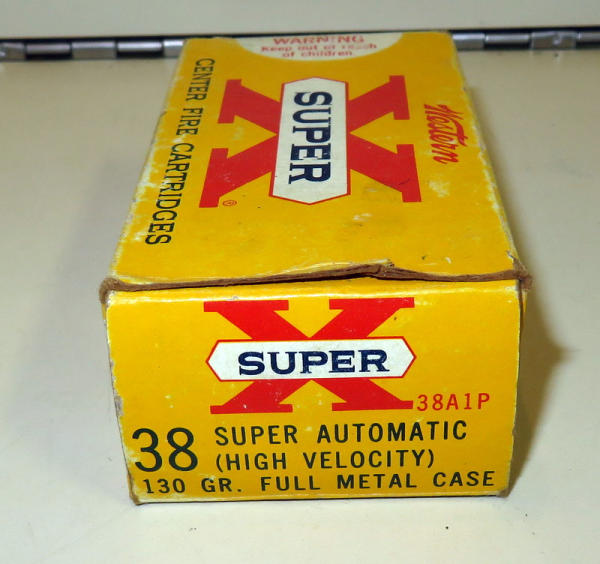 WARNING
Keep out of reach
of children.
Western
X
SUPER
®
CENTER FIRE CARTRIDGES
X
SUPER
38A1P
38 SUPER AUTOMATIC
(HIGH VELOCITY)
130 GR. FULL METAL CASE